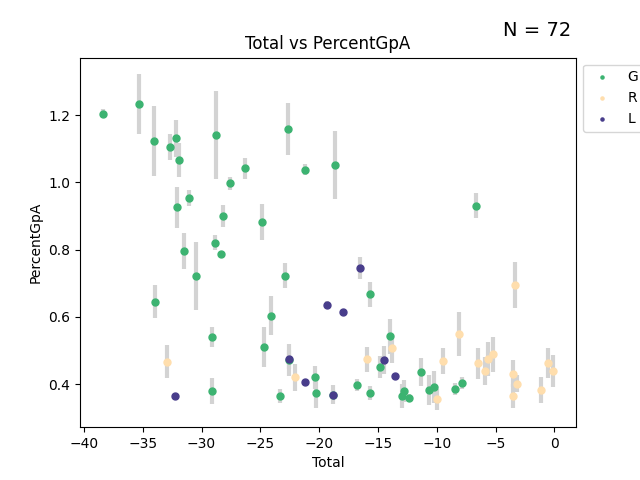 N = 72
Total vs PercentGpA
G
R
L
PercentGpA
1.2
1.0
0.8
0.6
0.4
−40 −35 −30 −25 −20 −15 −10 −5 0
Total